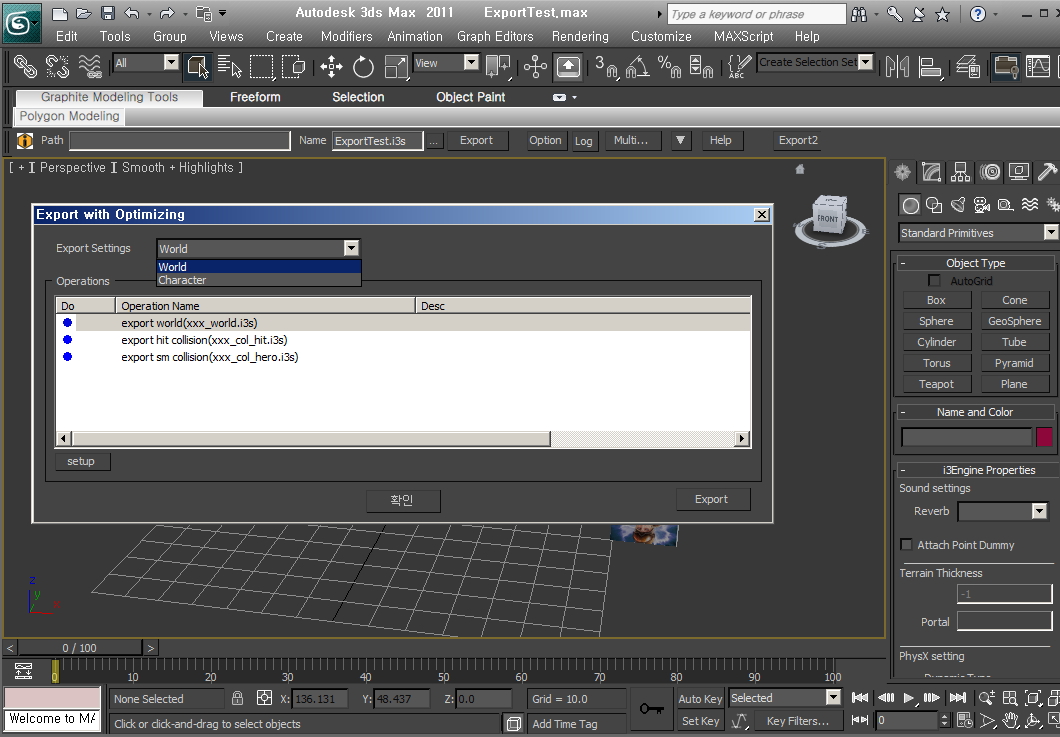 Autodesk 3ds Max 2011 ExportTest.max
Type a keyword or phrase
Edit Tools Group Views Create Modifiers Animation Graph Editors Rendering Customize MAXScript Help
All View 3 ABC Create Selection Set
Graphite Modeling Tools Freeform Selection Object Paint
Polygon Modeling
Path Name ExportTest.i3s ... Export Option Log Multi... ▼ Help Export2
[ + ] Perspective ] Smooth + Highlights ]
FRONT
Export with Optimizing
Export Settings World
World
Character
Operations
Do Operation Name Desc
export world(xxx_world.i3s)
export hit collision(xxx_col_hit.i3s)
export sm collision(xxx_col_hero.i3s)
setup
확인 Export
Standard Primitives
- Object Type
AutoGrid
Box Cone
Sphere GeoSphere
Cylinder Tube
Torus Pyramid
Teapot Plane
- Name and Color
- i3Engine Properties
Sound settings
Reverb
Attach Point Dummy
Terrain Thickness
-1
Portal
PhysX setting
Dynamic Type
z
y
x
< 0 / 100 >
0 10 20 30 40 50 60 70 80 90 100
None Selected X: 136.131 Y: 48.437 Z: 0.0 Grid = 10.0 Auto Key Selected
Welcome to MA Click or click-and-drag to select objects Add Time Tag Set Key Key Filters... 0